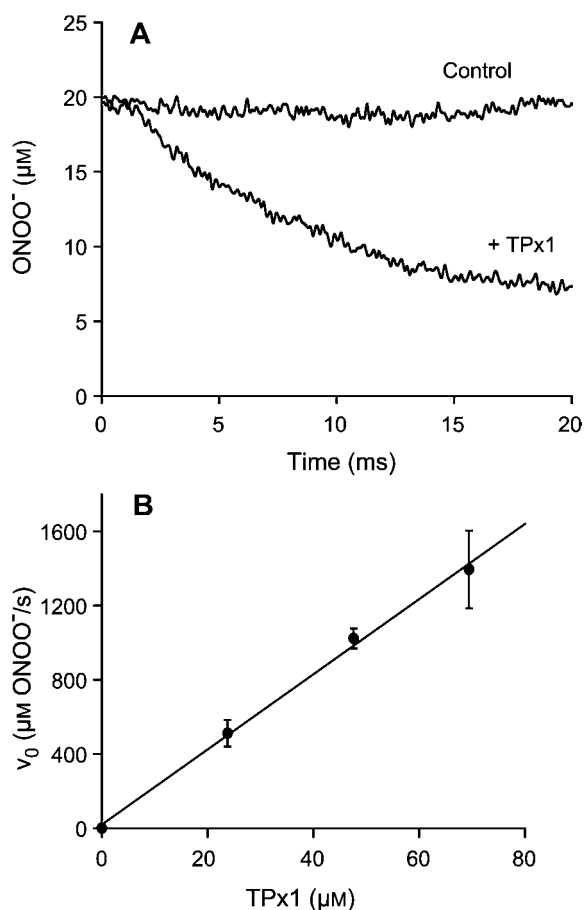 A
25
20
15
10
5
0
ONOO⁻ (μM)
Control
+ TPx1
0 5 10 15 20
Time (ms)
B
1600
1200
800
400
0
v₀ (μM ONOO⁻/s)
0 20 40 60 80
TPx1 (μM)